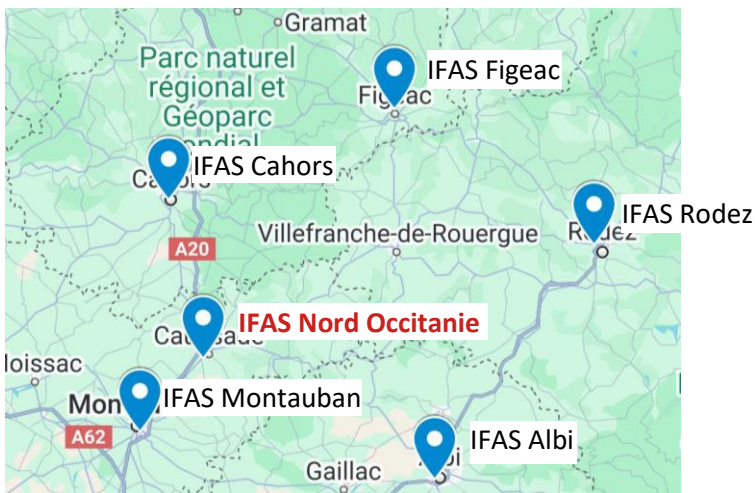 Gramat
Parc naturel
régional et
Géoparc
IFAS Figeac
IFAS Cahors
IFAS Rodez
Villefranche-de-Rouergue
A20
IFAS Nord Occitanie
IFAS Montauban
A62
IFAS Albi
Gaillac